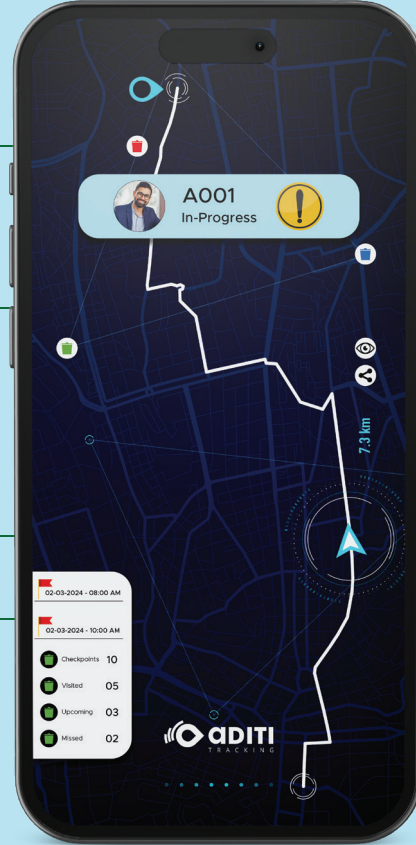 A001
In-Progress
7.3 km
02-03-2024 - 08:00 AM
02-03-2024 - 10:00 AM
Checkpoints 10
Visited 05
Upcoming 03
Missed 02
aDITI
TRACKING